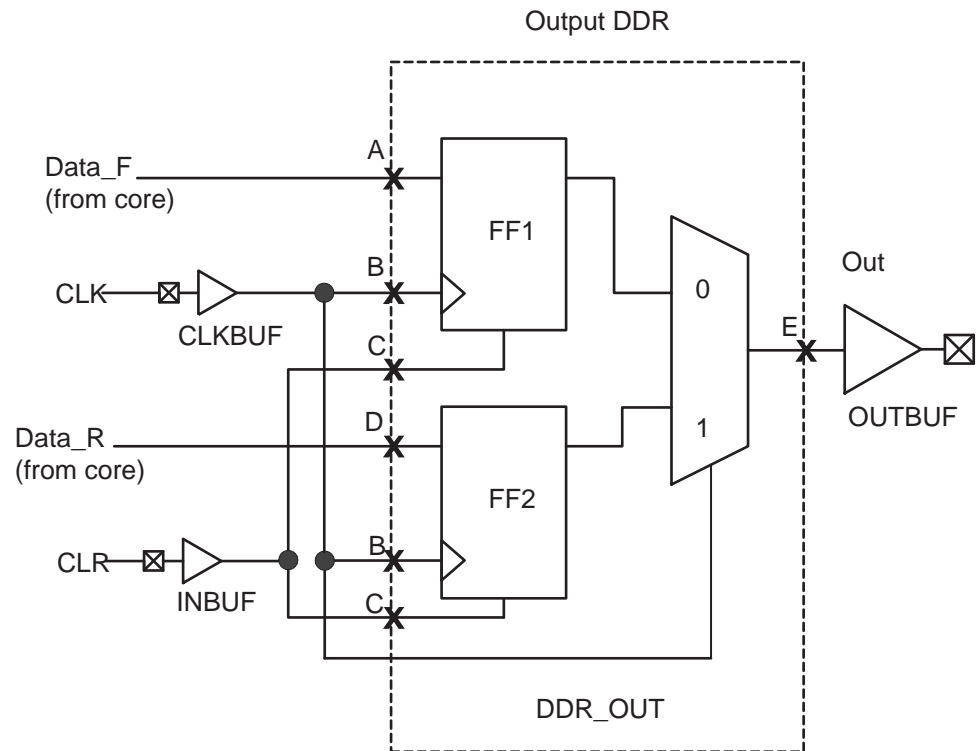 Output DDR
A
Data_F
(from core)
FF1
B
CLK
CLKBUF
Out
0
E
C
OUTBUF
D
Data_R
(from core)
1
FF2
B
CLR
INBUF
C
DDR_OUT